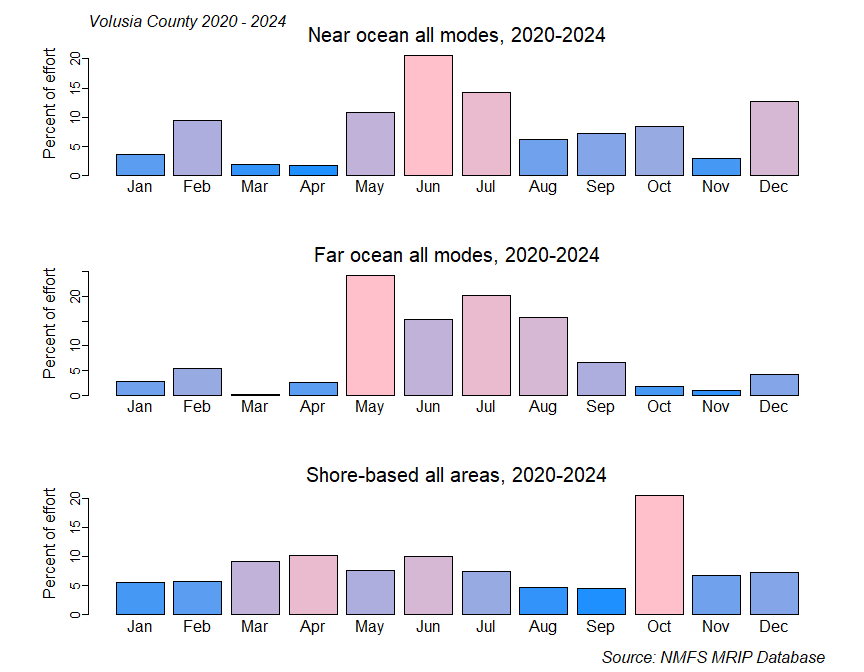 Volusia County 2020 - 2024
Near ocean all modes, 2020-2024
Percent of effort
20
15
10
5
0
Jan Feb Mar Apr May Jun Jul Aug Sep Oct Nov Dec
Far ocean all modes, 2020-2024
Percent of effort
20
10
5
0
Jan Feb Mar Apr May Jun Jul Aug Sep Oct Nov Dec
Shore-based all areas, 2020-2024
Percent of effort
20
15
10
5
0
Jan Feb Mar Apr May Jun Jul Aug Sep Oct Nov Dec
Source: NMFS MRIP Database